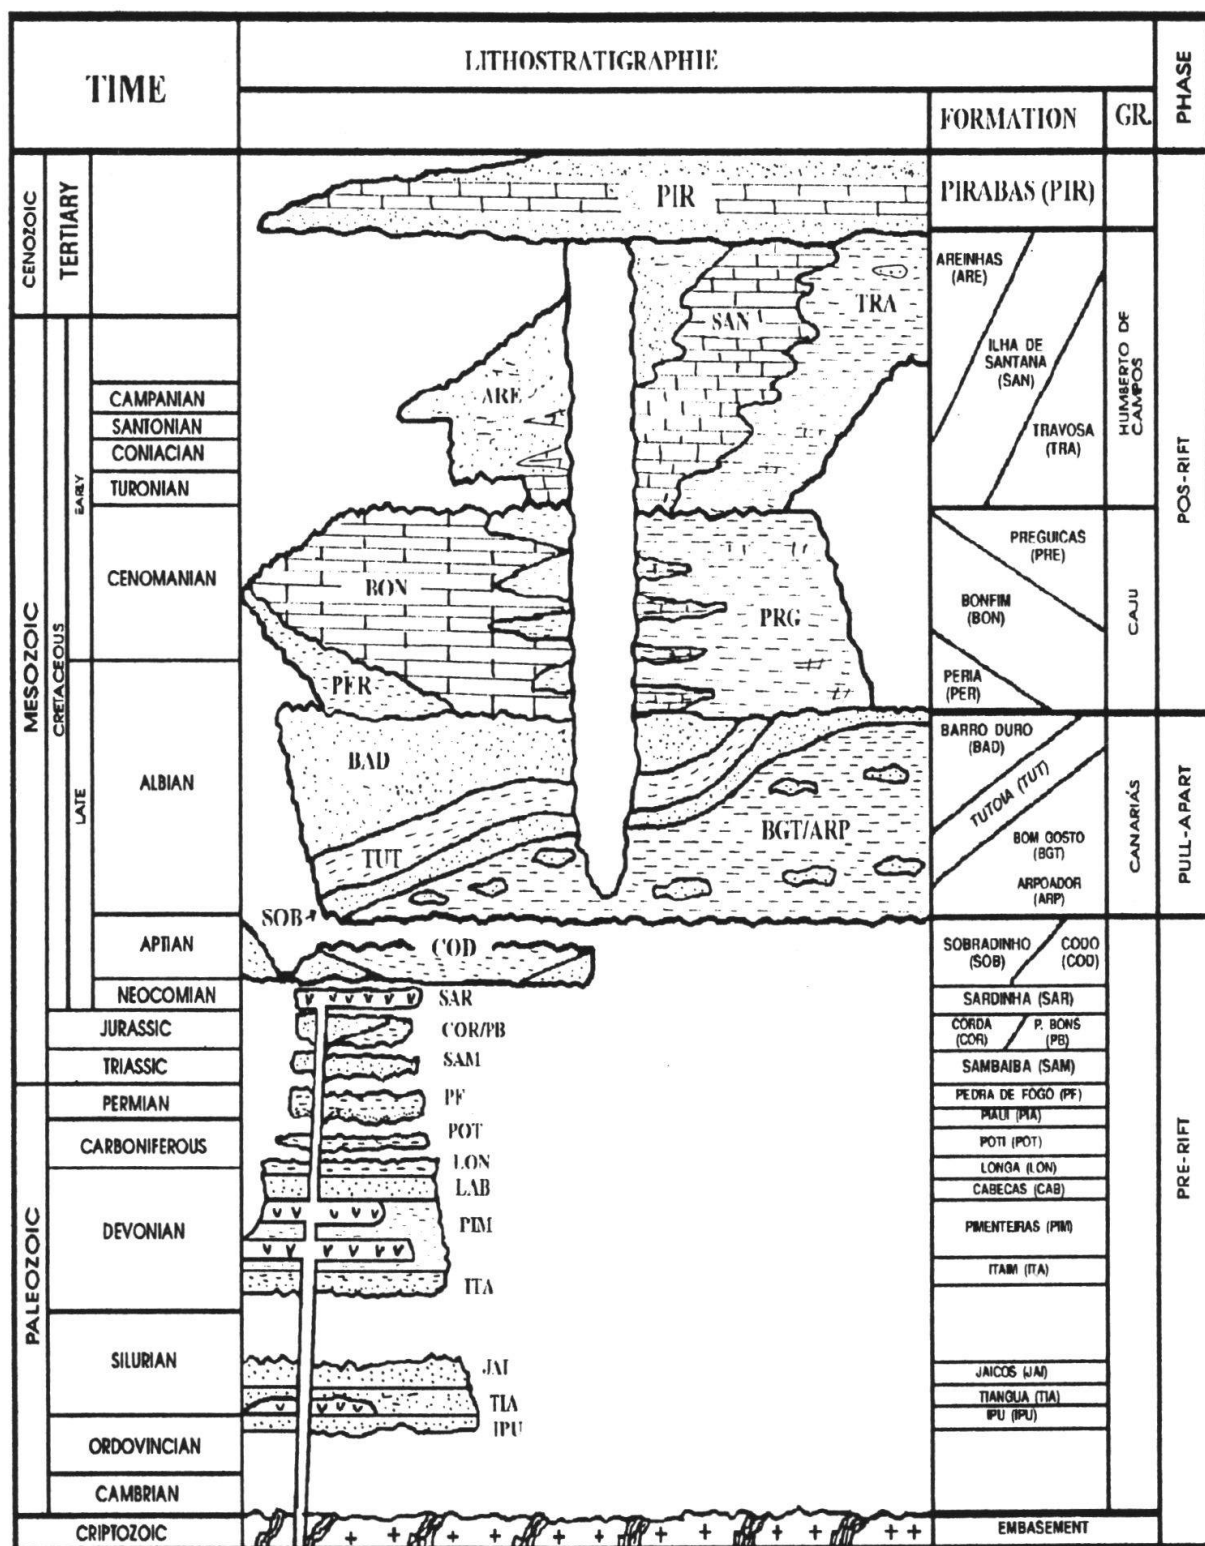 TIME
LITHOSTRATIGRAPHIE
FORMATION
GR.
PHASE
CENOZOIC
TERTIARY
MESOZOIC
CRETACEOUS
EARLY
LATE
PALEOZOIC
CAMPANIAN
SANTONIAN
CONIACIAN
TURONIAN
CENOMANIAN
ALBIAN
APTIAN
NEOCOMIAN
JURASSIC
TRIASSIC
PERMIAN
CARBONIFEROUS
DEVONIAN
SILURIAN
ORDOVINCIAN
CAMBRIAN
CRIPTOZOIC
PIR
SAN
TRA
ARE
BON
PRG
PER
BAD
TUT
BGT/ARP
SOB
COD
SAR
COR/PB
SAM
PF
POT
LON
LAB
PIM
ITA
JAI
TIA
IPU
PIRABAS (PIR)
AREINHAS
(ARE)
ILHA DE
SANTANA
(SAN)
TRAVOSA
(TRA)
PREGUICAS
(PRE)
BONFIM
(BON)
PERIA
(PER)
BARRO DURO
(BAD)
TUTOIA (TUT)
BOM GOSTO
(BGT)
ARPOADOR
(ARP)
SOBRADINHO
(SOB)
CODO
(COD)
SARDINHA (SAR)
CORDA
(COR)
P. BONS
(PB)
SAMBAIBA (SAM)
PEDRA DE FOGO (PF)
PIAUI (PIA)
POTI (POT)
LONGA (LON)
CABECAS (CAB)
PIMENTEIRAS (PIM)
ITAIM (ITA)
JAICOS (JAI)
TIANGUA (TIA)
IPU (IPU)
EMBASEMENT
HUMBERTO DE
CAMPOS
CAJU
CANARIAS
POS-RIFT
PULL-APART
PRE-RIFT